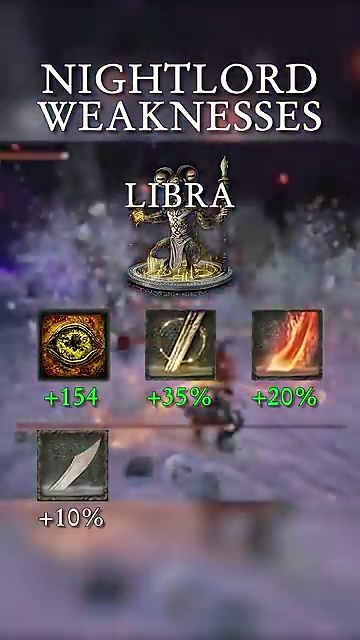 NIGHTLORD
WEAKNESSES
LIBRA
+154 +35% +20%
+10%